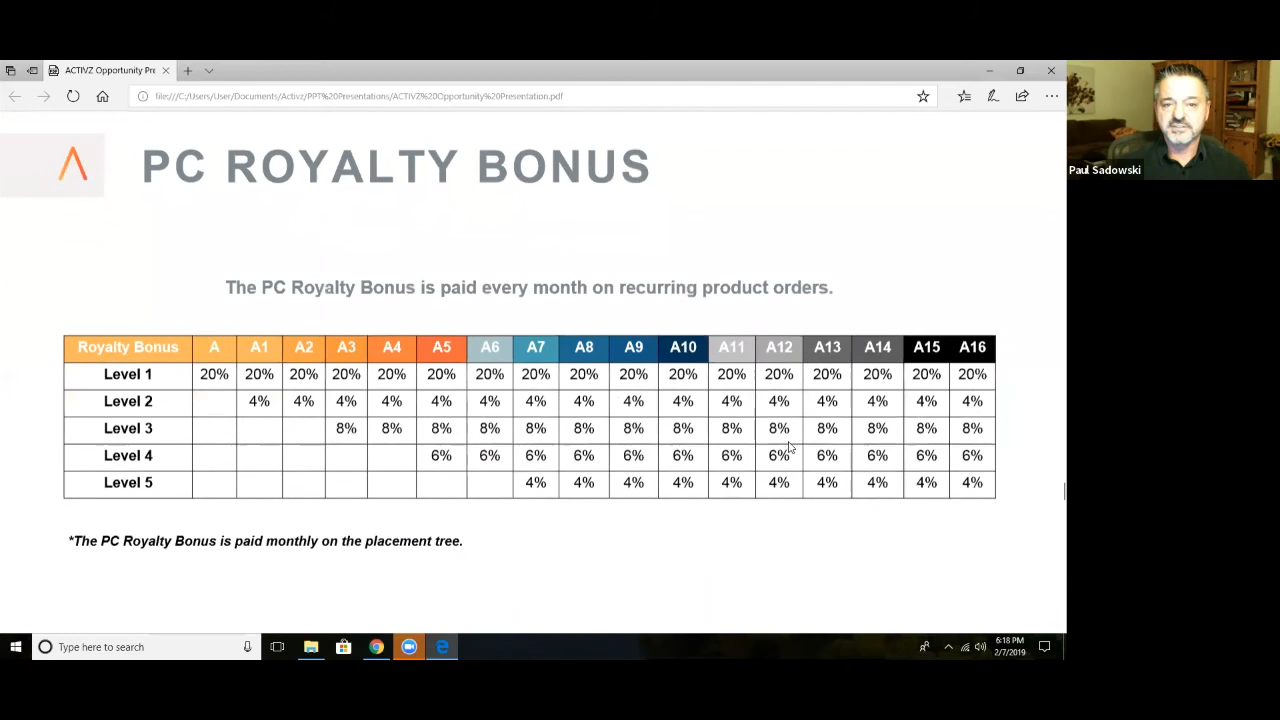 ACTIVZ Opportunity Pre
file:///C:/Users/User/Documents/Activz/PPT%20Presentations/ACTIVZ%20Opportunity%20Presentation.pdf
PC ROYALTY BONUS
Paul Sadowski
The PC Royalty Bonus is paid every month on recurring product orders.
Royalty Bonus A A1 A2 A3 A4 A5 A6 A7 A8 A9 A10 A11 A12 A13 A14 A15 A16
Level 1 20% 20% 20% 20% 20% 20% 20% 20% 20% 20% 20% 20% 20% 20% 20% 20% 20%
Level 2 4% 4% 4% 4% 4% 4% 4% 4% 4% 4% 4% 4% 4% 4% 4% 4%
Level 3 8% 8% 8% 8% 8% 8% 8% 8% 8% 8% 8% 8% 8% 8%
Level 4 6% 6% 6% 6% 6% 6% 6% 6% 6% 6% 6% 6%
Level 5 4% 4% 4% 4% 4% 4% 4% 4% 4% 4%
*The PC Royalty Bonus is paid monthly on the placement tree.
Type here to search
6:18 PM
2/7/2019